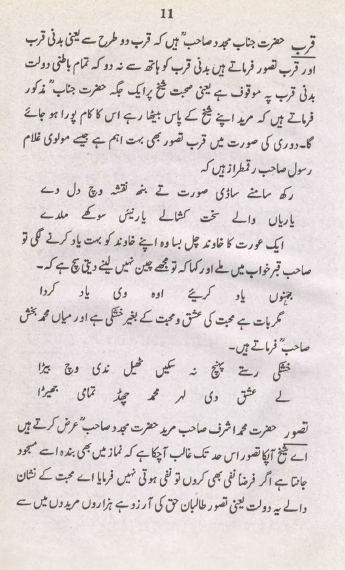 11
قرب حضرت جناب مجدد صاحبؒ ہیں کہ قرب دو طرح سے یعنی بدنی قرب
اور قرب تصور فرماتے ہیں بدنی قرب کو ہاتھ سے نہ دو کہ تمام باطنی دولت
بدنی قرب پہ موقوف ہے یعنی صحبت شیخ پر ایک جگہ حضرت جنابؒ مذکور
فرماتے ہیں کہ مرید اپنے شیخ کے پاس بیٹھا رہے اس کا کام پورا ہو جائے
گا۔ دوری کی صورت میں قرب تصور بھی بہت اہم ہے جیسے مولوی غلام
رسول صاحب رقمطراز ہیں کہ
رکھ سامنے ساڈی صورت تے بنھ نقشہ وچ دل دے
یاریاں والے سخت کشالے یارنیئں سوکھے ملدے
ایک عورت کا خاوند چل بسا وہ اپنے خاوند کو بہت یاد کرنے لگی تو
صاحب قبر خواب میں ملے اور کہا کہ تو مجھے چین نہیں لینے دیتی سچ ہے کہ۔
جہنوں یاد کریئے اوہ وی یاد کردا
مگر بات ہے محبت کی عشق و محبت کے بغیر خشکی ہے اور میاں محمد بخش
صاحبؒ فرماتے ہیں۔
خشکی رستے پہنچ نہ سکیں ٹھیل ندی وچ بیڑا
لے عشق دی لہر محمد چھڈ تمامی جھیڑا
تصور حضرت محمد اشرف صاحب مرید حضرت مجدد صاحبؒ عرض کرتے ہیں
اے شیخ آپکا تصور اس حد تک غالب آچکا ہے کہ نماز میں بھی بندہ اسے مسجود
جانتا ہے اگر فرضاً نفی بھی کروں تو نفی ہوتی نہیں فرمایا اے محبت کے نشان
والے یہ دولت یعنی تصور طالبان حق کی آرزو ہے ہزاروں مریدوں میں سے